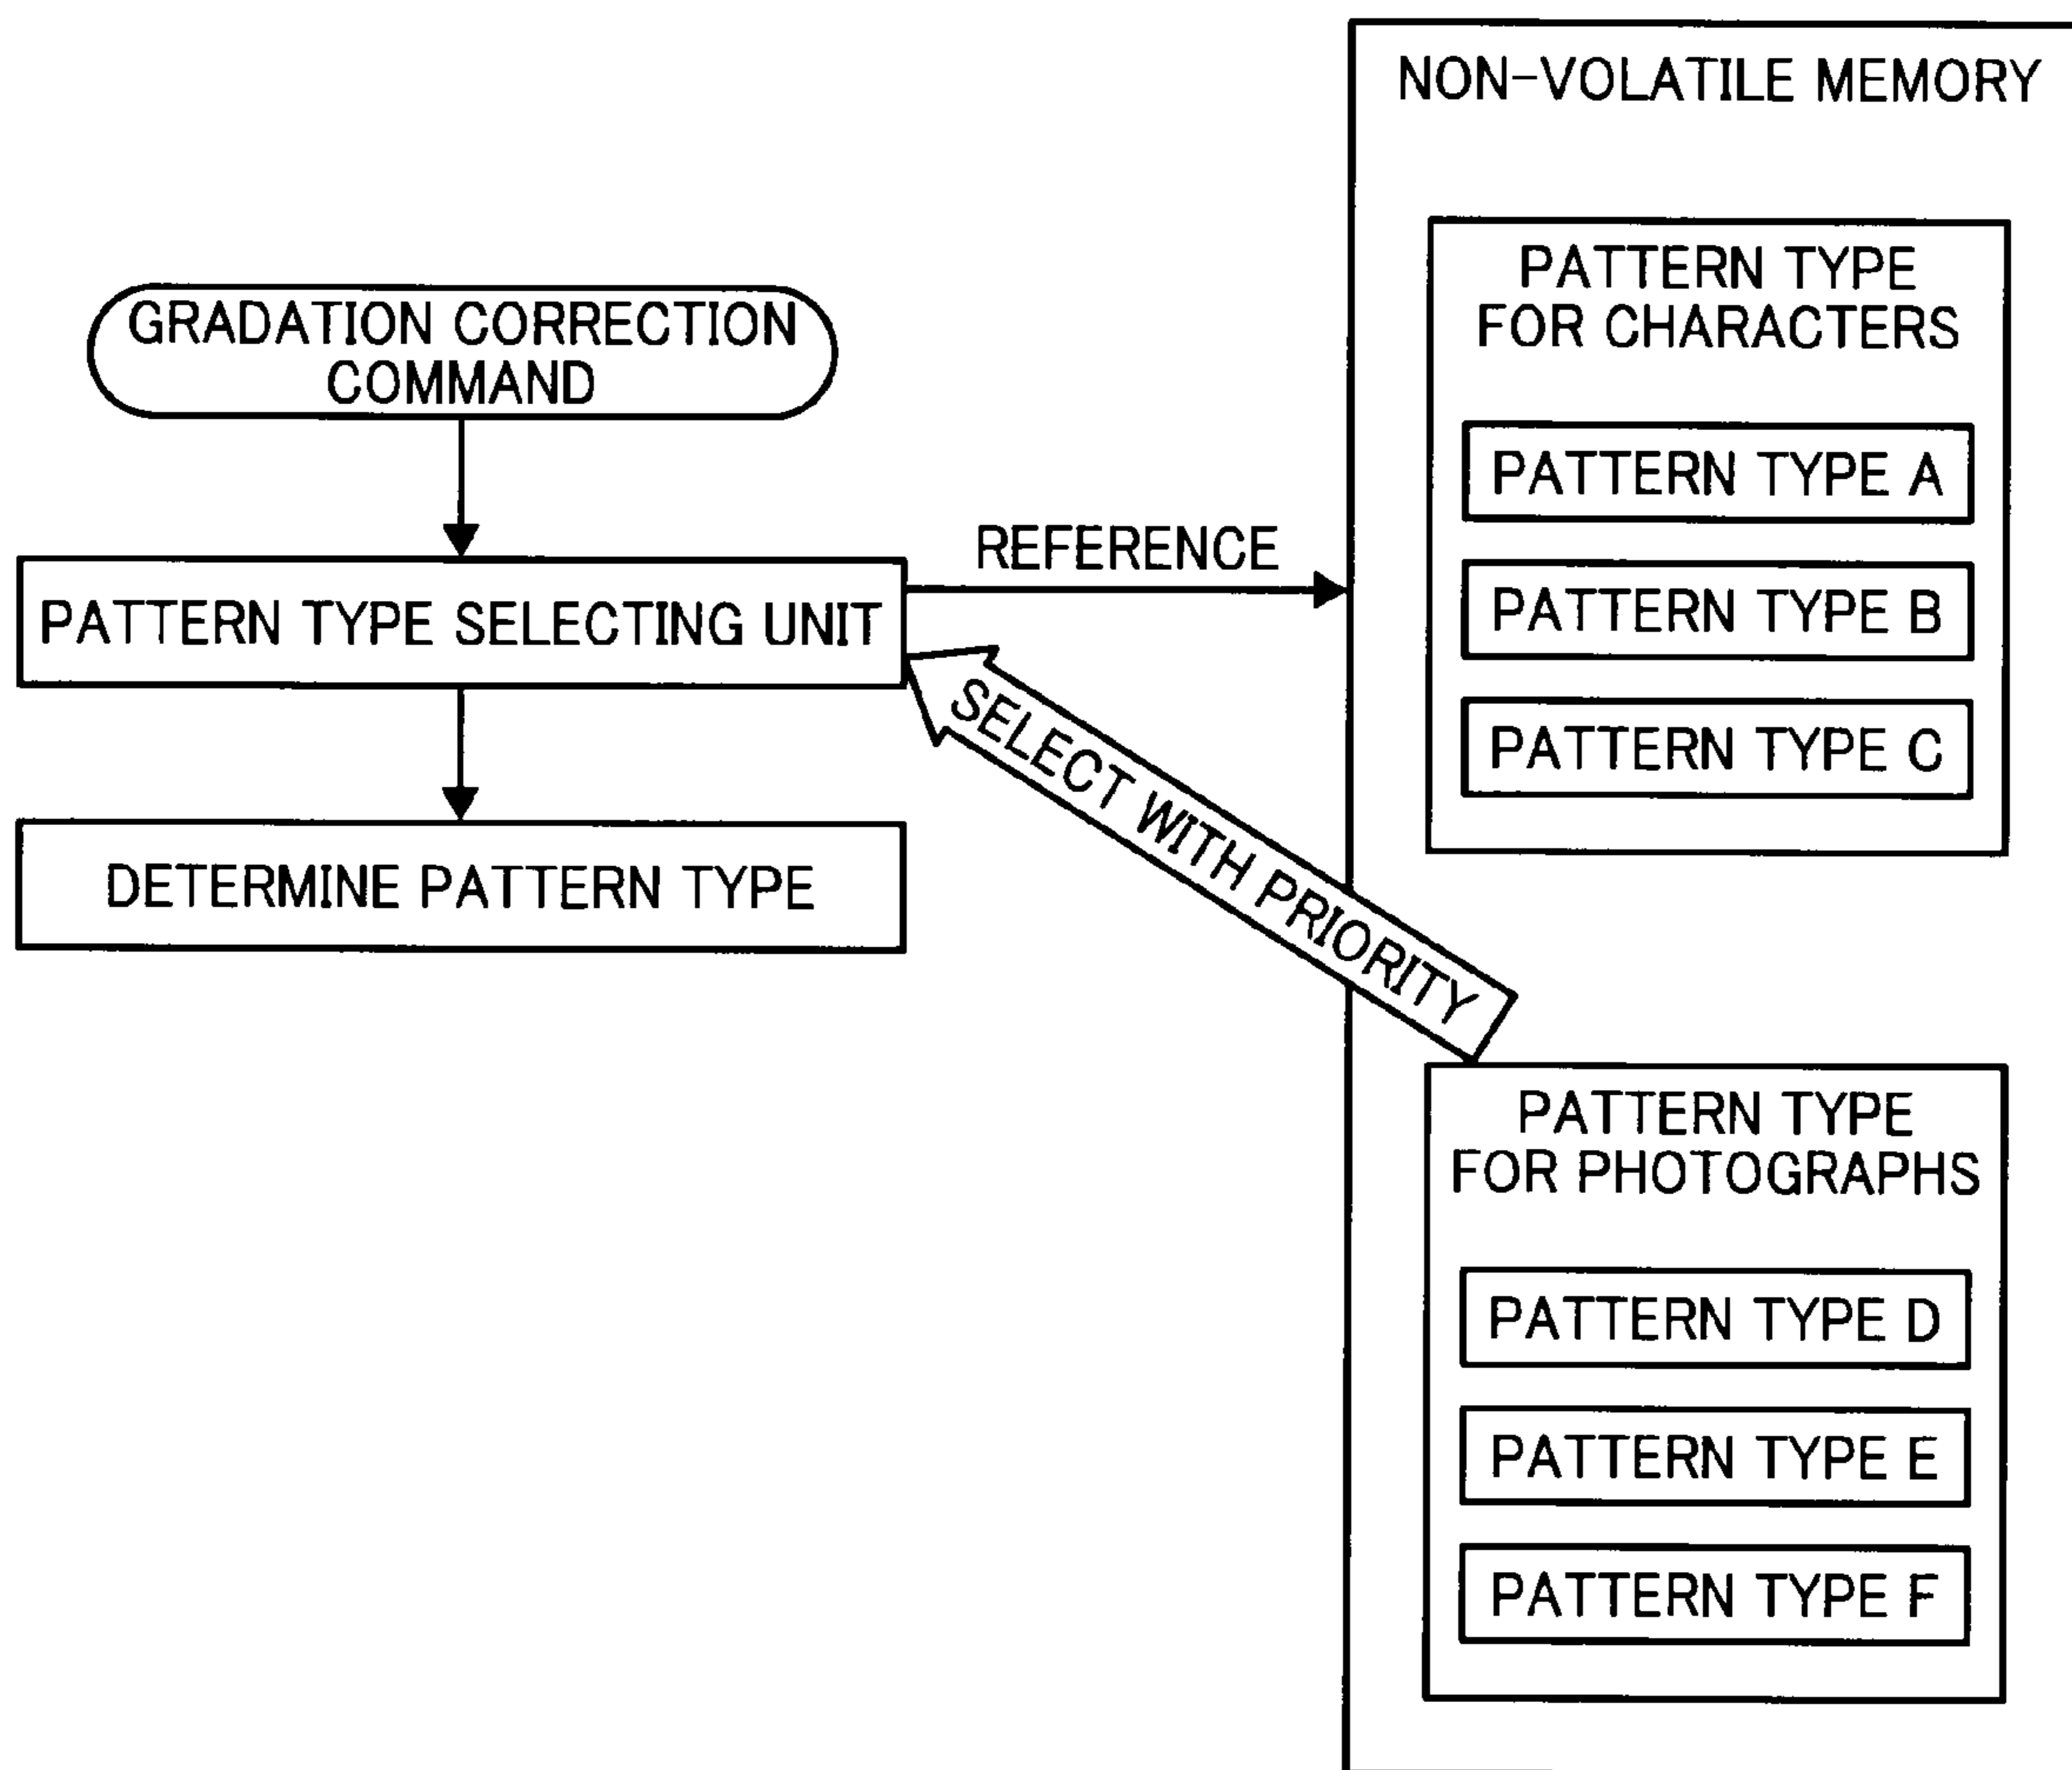 GRADATION CORRECTION
COMMAND
PATTERN TYPE SELECTING UNIT
DETERMINE PATTERN TYPE
REFERENCE
SELECT WITH PRIORITY
NON-VOLATILE MEMORY
PATTERN TYPE
FOR CHARACTERS
PATTERN TYPE A
PATTERN TYPE B
PATTERN TYPE C
PATTERN TYPE
FOR PHOTOGRAPHS
PATTERN TYPE D
PATTERN TYPE E
PATTERN TYPE F